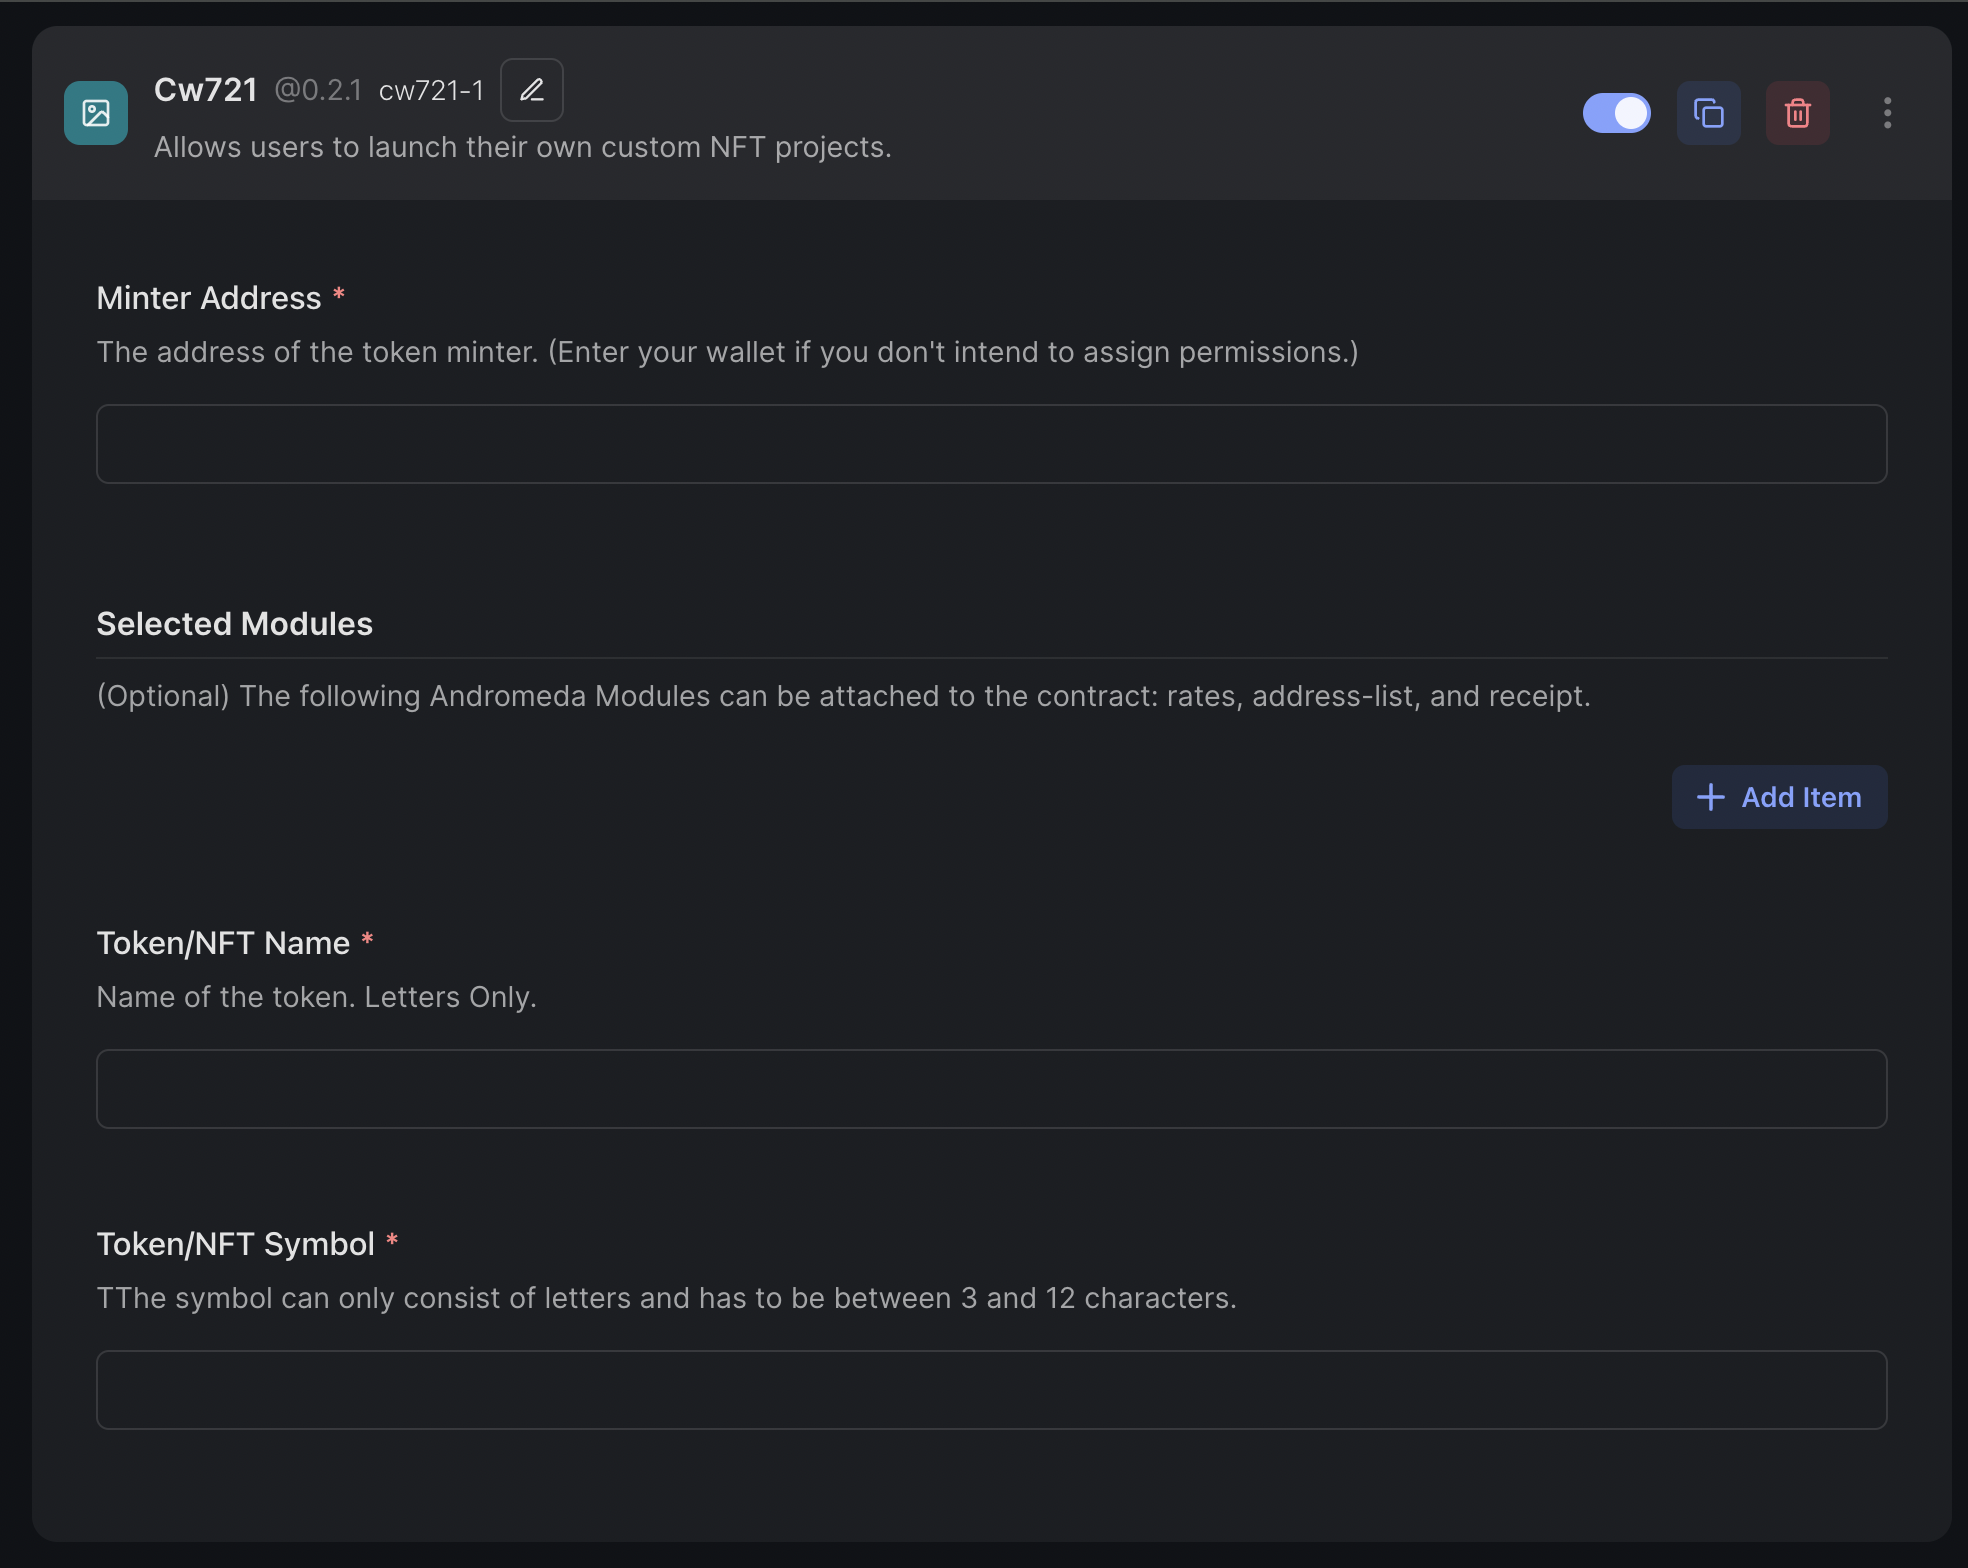 Cw721 @0.2.1 cw721-1
Allows users to launch their own custom NFT projects.
Minter Address *
The address of the token minter. (Enter your wallet if you don't intend to assign permissions.)
Selected Modules
(Optional) The following Andromeda Modules can be attached to the contract: rates, address-list, and receipt.
Add Item
Token/NFT Name *
Name of the token. Letters Only.
Token/NFT Symbol *
TThe symbol can only consist of letters and has to be between 3 and 12 characters.